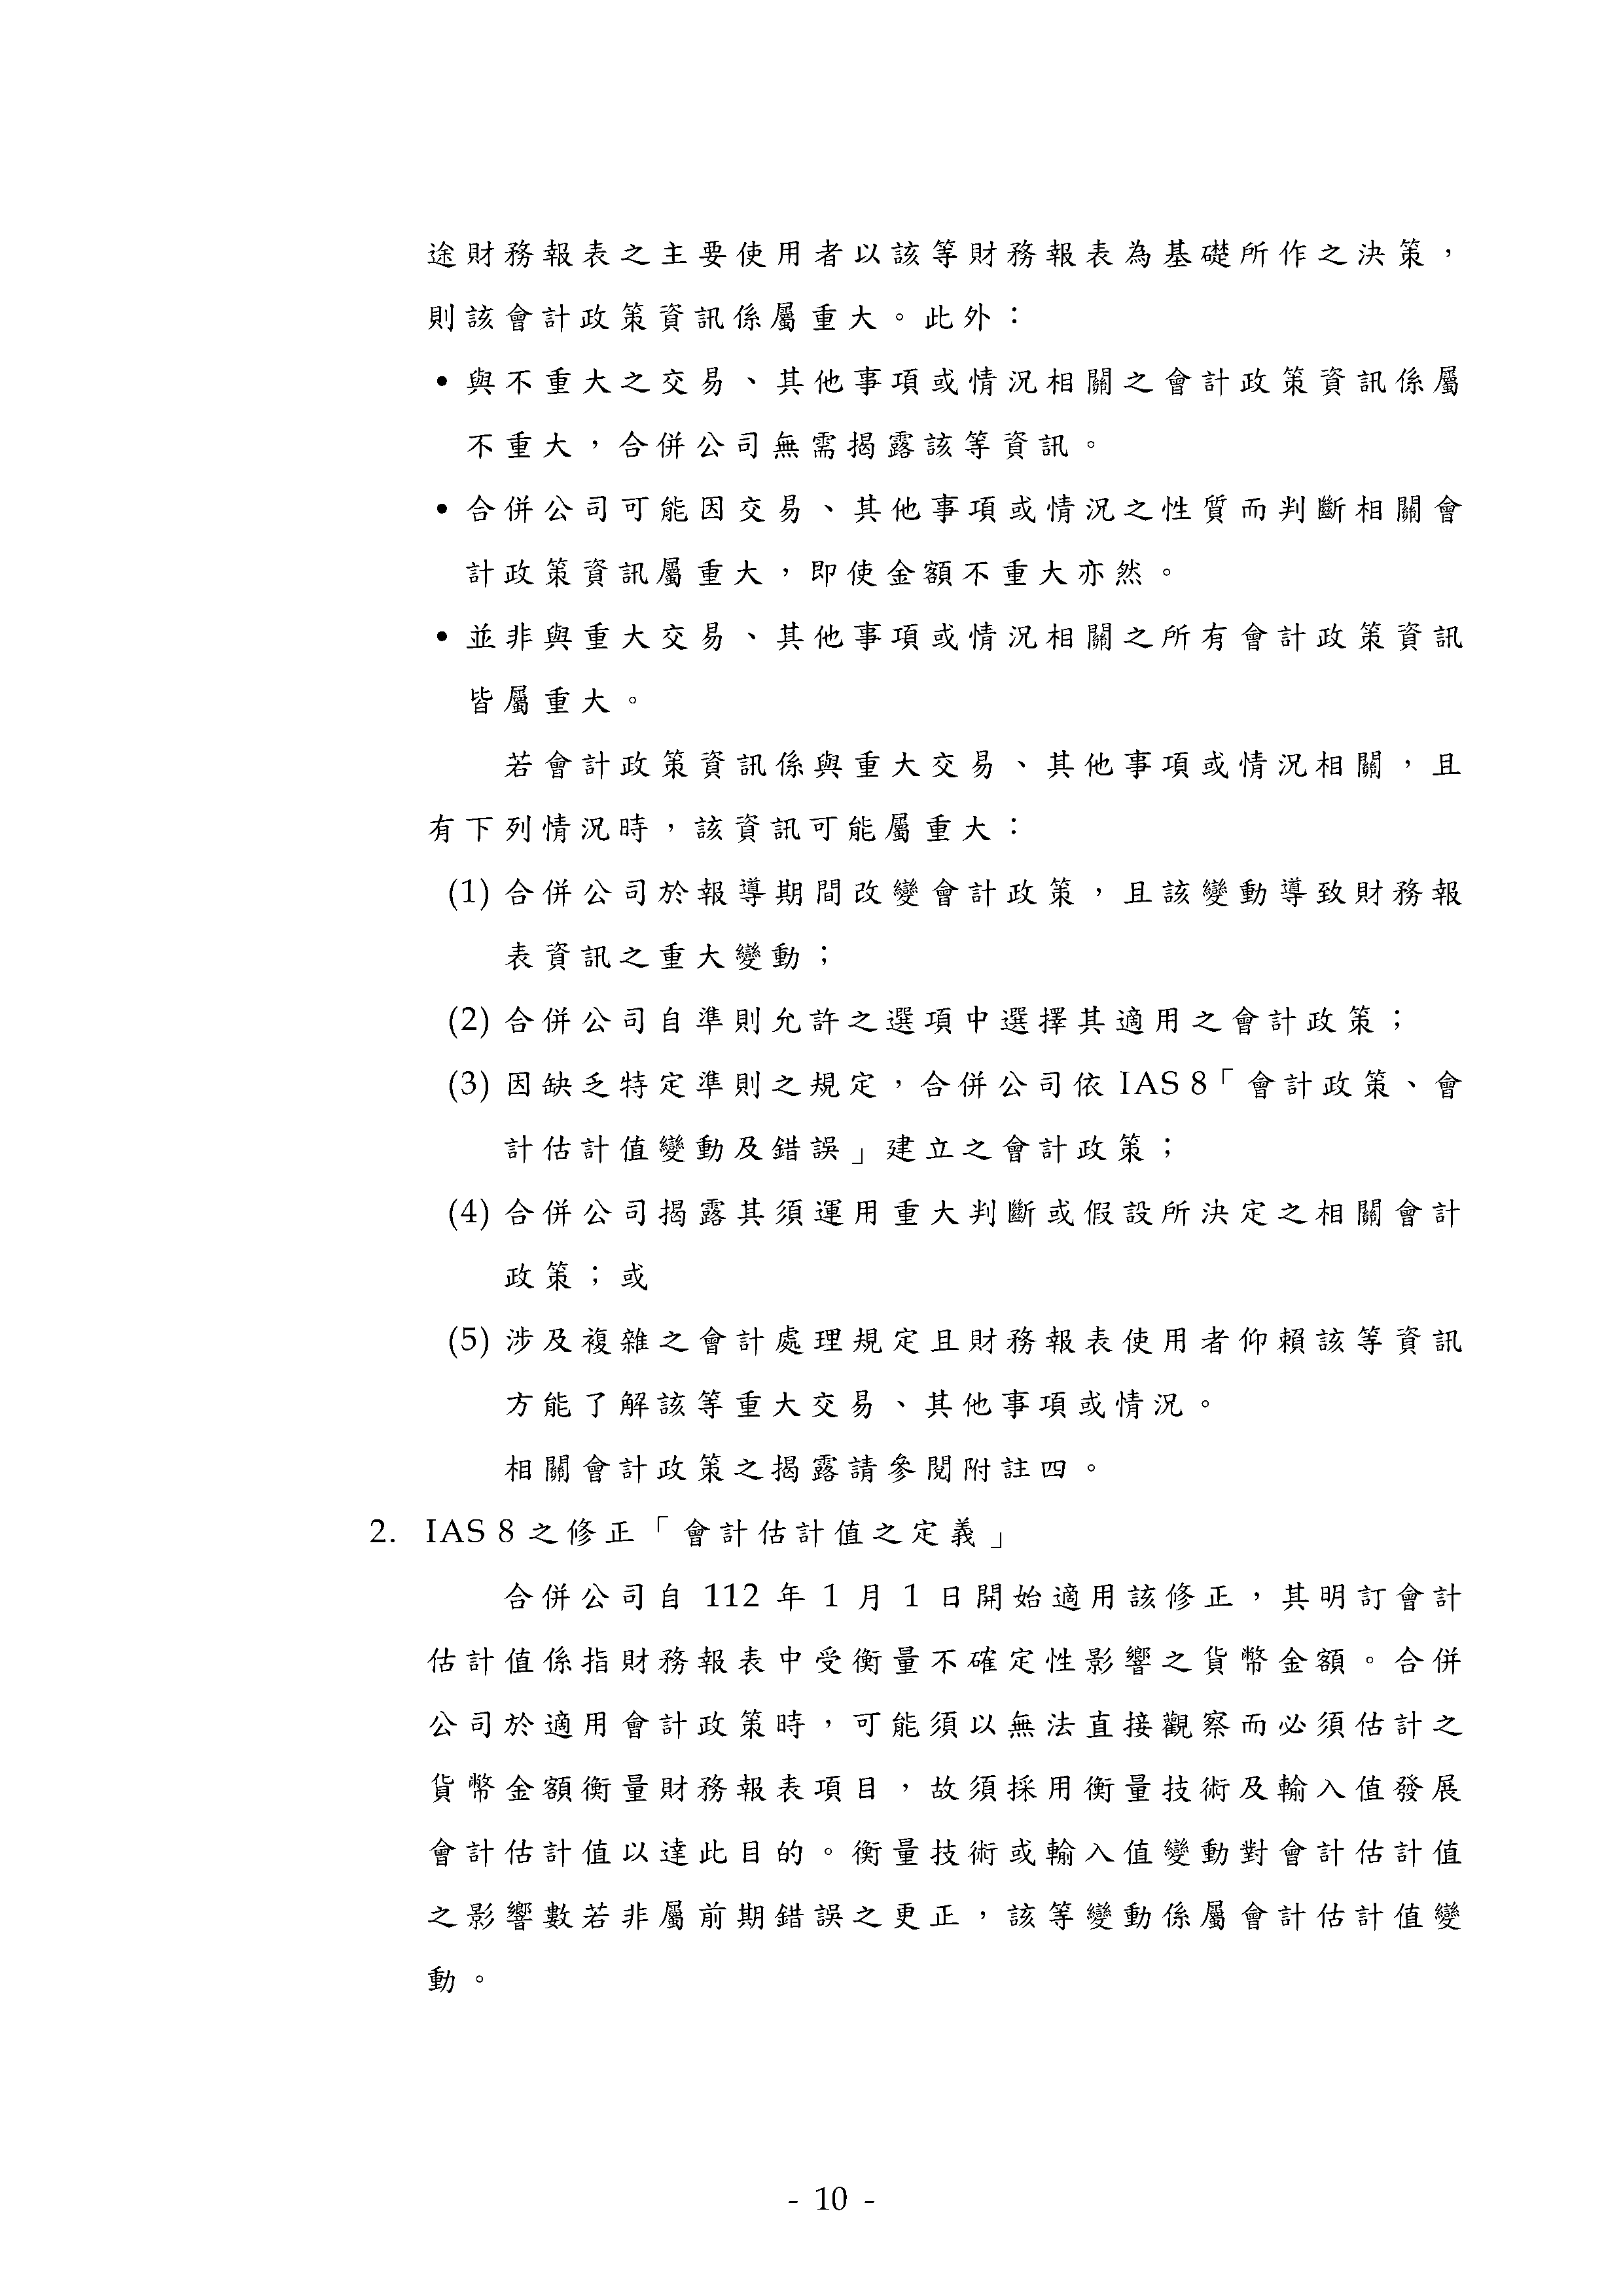 途財務報表之主要使用者以該等財務報表為基礎所作之決策，
則該會計政策資訊係屬重大。此外：
• 與不重大之交易、其他事項或情況相關之會計政策資訊係屬
不重大，合併公司無需揭露該等資訊。
• 合併公司可能因交易、其他事項或情況之性質而判斷相關會
計政策資訊屬重大，即使金額不重大亦然。
• 並非與重大交易、其他事項或情況相關之所有會計政策資訊
皆屬重大。
若會計政策資訊係與重大交易、其他事項或情況相關，且
有下列情況時，該資訊可能屬重大：
(1) 合併公司於報導期間改變會計政策，且該變動導致財務報
表資訊之重大變動；
(2) 合併公司自準則允許之選項中選擇其適用之會計政策；
(3) 因缺乏特定準則之規定，合併公司依 IAS 8「會計政策、會
計估計值變動及錯誤」建立之會計政策；
(4) 合併公司揭露其須運用重大判斷或假設所決定之相關會計
政策；或
(5) 涉及複雜之會計處理規定且財務報表使用者仰賴該等資訊
方能了解該等重大交易、其他事項或情況。
相關會計政策之揭露請參閱附註四。
2. IAS 8 之修正「會計估計值之定義」
合併公司自 112 年 1 月 1 日開始適用該修正，其明訂會計
估計值係指財務報表中受衡量不確定性影響之貨幣金額。合併
公司於適用會計政策時，可能須以無法直接觀察而必須估計之
貨幣金額衡量財務報表項目，故須採用衡量技術及輸入值發展
會計估計值以達此目的。衡量技術或輸入值變動對會計估計值
之影響數若非屬前期錯誤之更正，該等變動係屬會計估計值變
動。
- 10 -